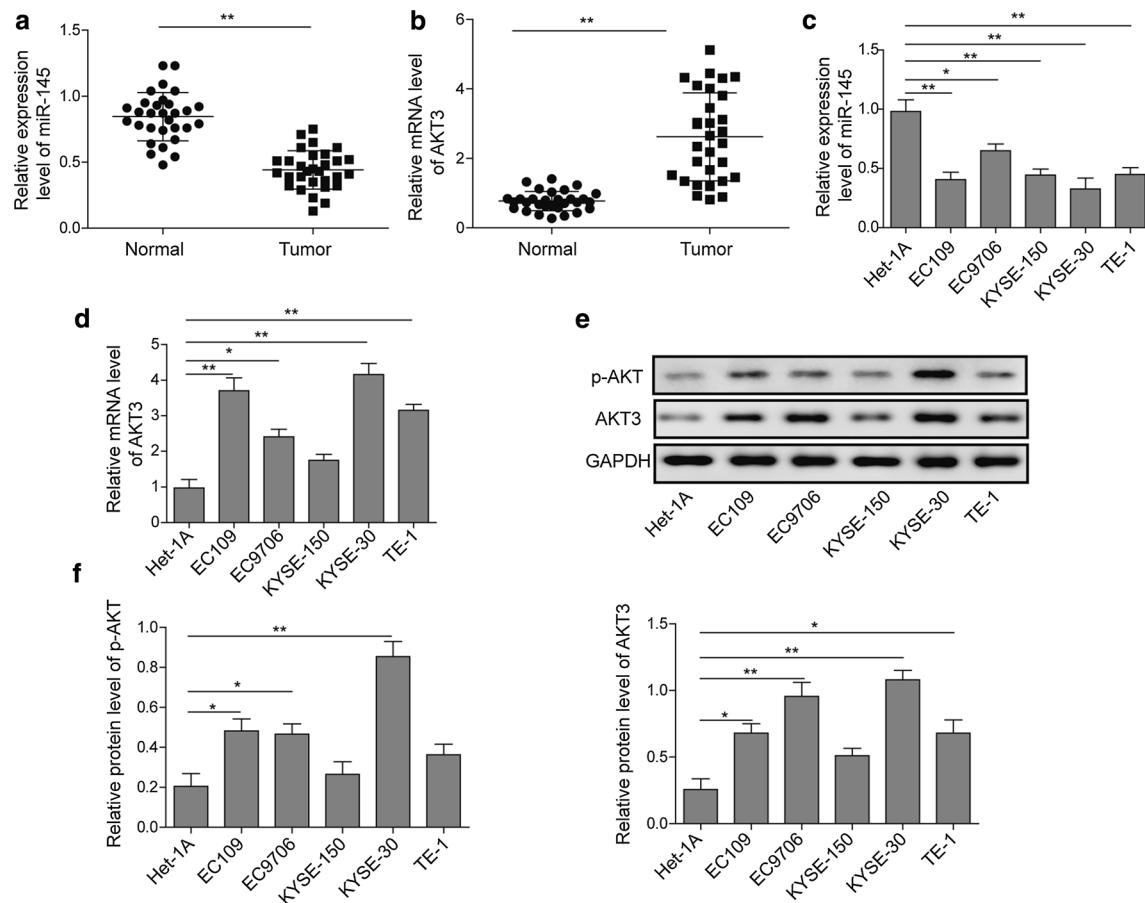 a
**
Relative expression
level of miR-145
1.5
1.0
0.5
0.0
Normal
Tumor
b
**
Relative mRNA level
of AKT3
6
4
2
0
Normal
Tumor
c
**
**
**
*
**
Relative expression
level of miR-145
1.5
1.0
0.5
0.0
Het-1A
EC109
EC9706
KYSE-150
KYSE-30
TE-1
d
**
**
*
**
Relative mRNA level
of AKT3
5
4
3
2
1
0
Het-1A
EC109
EC9706
KYSE-150
KYSE-30
TE-1
e
p-AKT
AKT3
GAPDH
Het-1A
EC109
EC9706
KYSE-150
KYSE-30
TE-1
f
**
*
*
Relative protein level of p-AKT
1.0
0.8
0.6
0.4
0.2
0.0
Het-1A
EC109
EC9706
KYSE-150
KYSE-30
TE-1
*
**
**
*
Relative protein level of AKT3
1.5
1.0
0.5
0.0
Het-1A
EC109
EC9706
KYSE-150
KYSE-30
TE-1